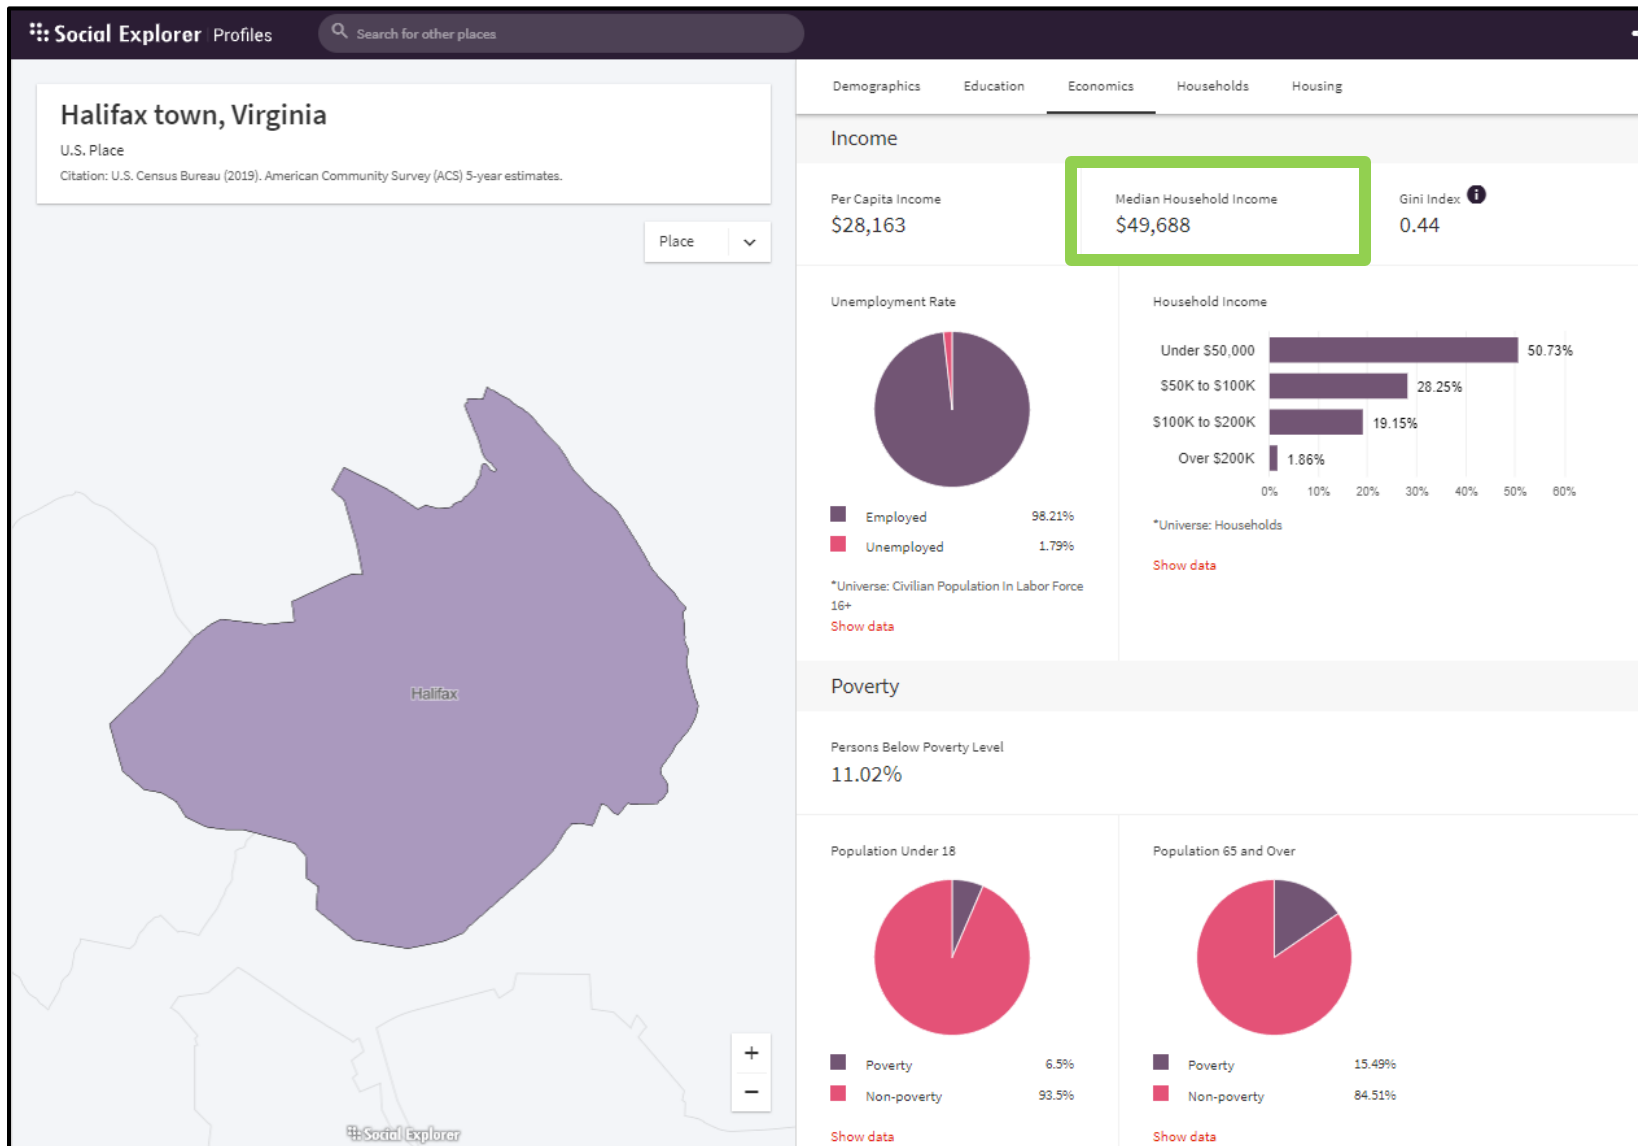 Social Explorer Profiles
Search for other places
Halifax town, Virginia
U.S. Place
Citation: U.S. Census Bureau (2019). American Community Survey (ACS) 5-year estimates.
Place
Halifax
+
−
Social Explorer
Demographics Education Economics Households Housing
Income
Per Capita Income
$28,163
Median Household Income
$49,688
Gini Index i
0.44
Unemployment Rate
Employed 98.21%
Unemployed 1.79%
*Universe: Civilian Population In Labor Force
16+
Show data
Household Income
Under $50,000 50.73%
$50K to $100K 28.25%
$100K to $200K 19.15%
Over $200K 1.86%
0% 10% 20% 30% 40% 50% 60%
*Universe: Households
Show data
Poverty
Persons Below Poverty Level
11.02%
Population Under 18
Poverty 6.5%
Non-poverty 93.5%
Show data
Population 65 and Over
Poverty 15.49%
Non-poverty 84.51%
Show data